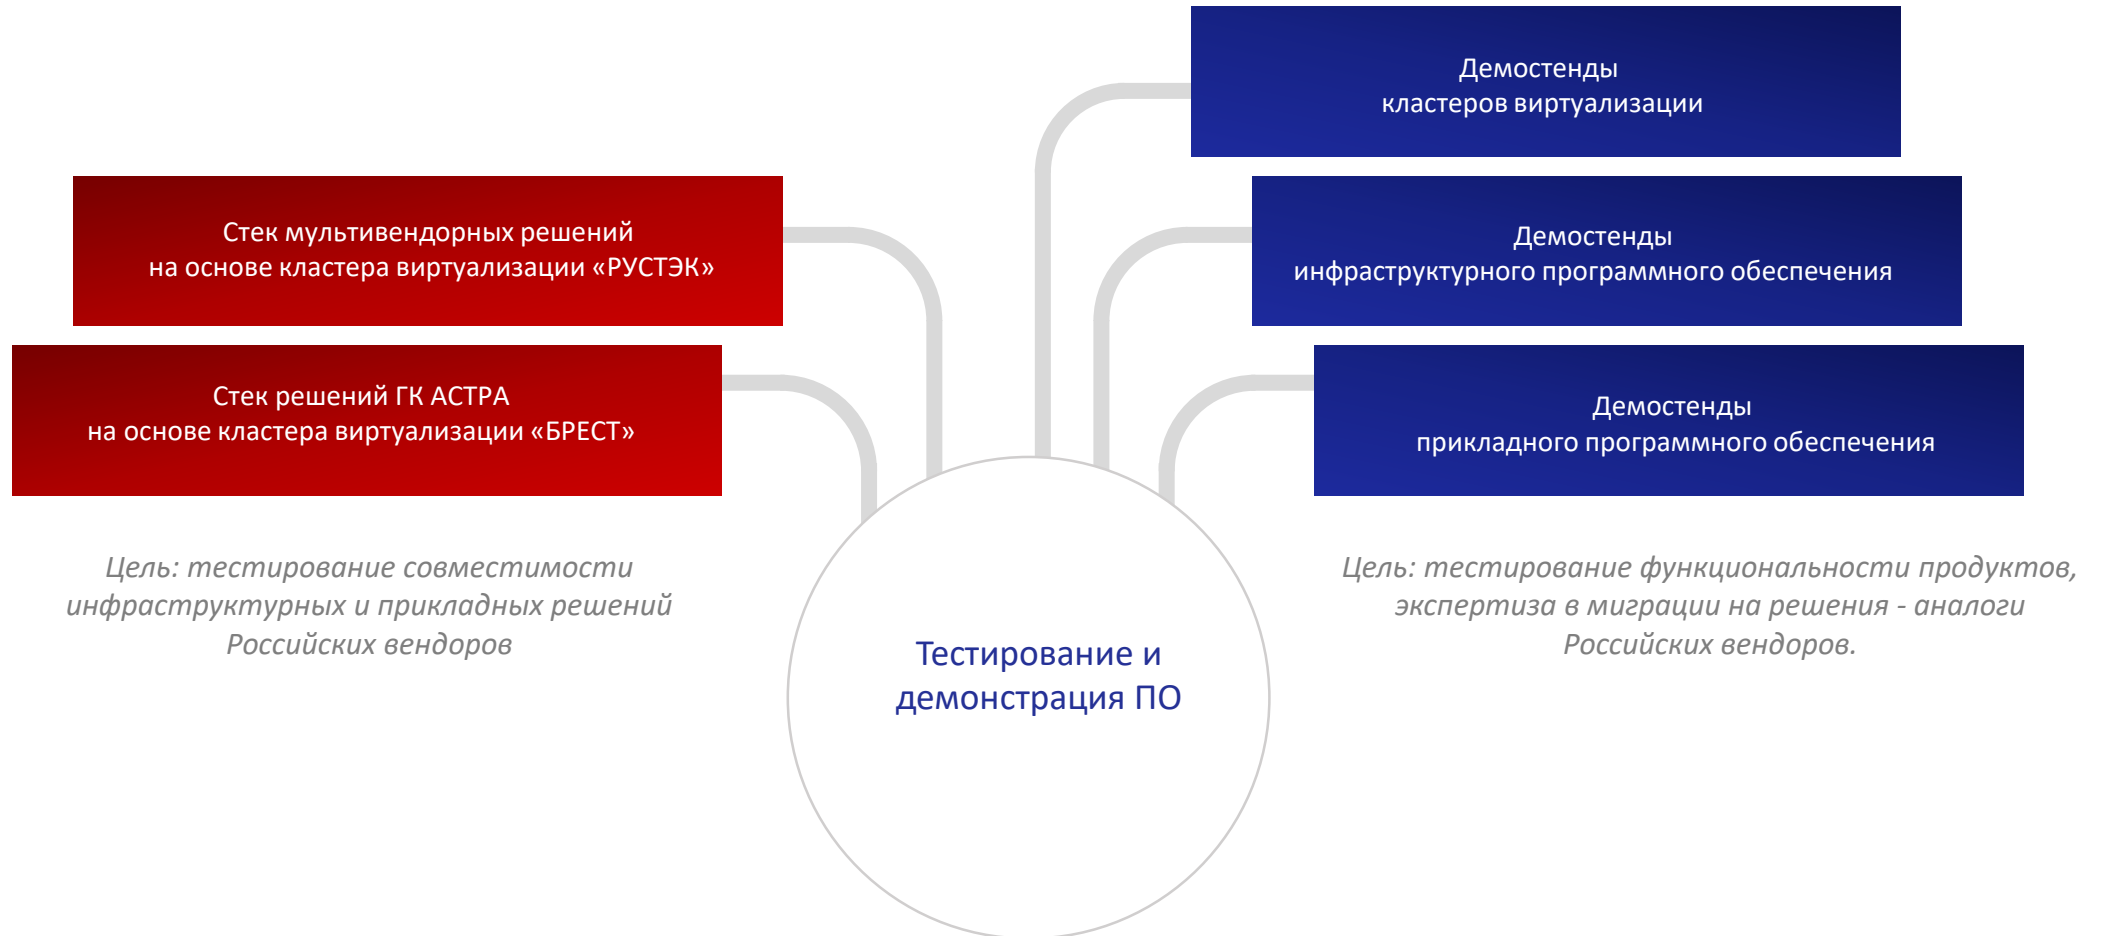 Демостенды
кластеров виртуализации
Стек мультивендорных решений
на основе кластера виртуализации «РУСТЭК»
Демостенды
инфраструктурного программного обеспечения
Стек решений ГК АСТРА
на основе кластера виртуализации «БРЕСТ»
Демостенды
прикладного программного обеспечения
Цель: тестирование совместимости
инфраструктурных и прикладных решений
Российских вендоров
Цель: тестирование функциональности продуктов,
экспертиза в миграции на решения - аналоги
Российских вендоров.
Тестирование и
демонстрация ПО